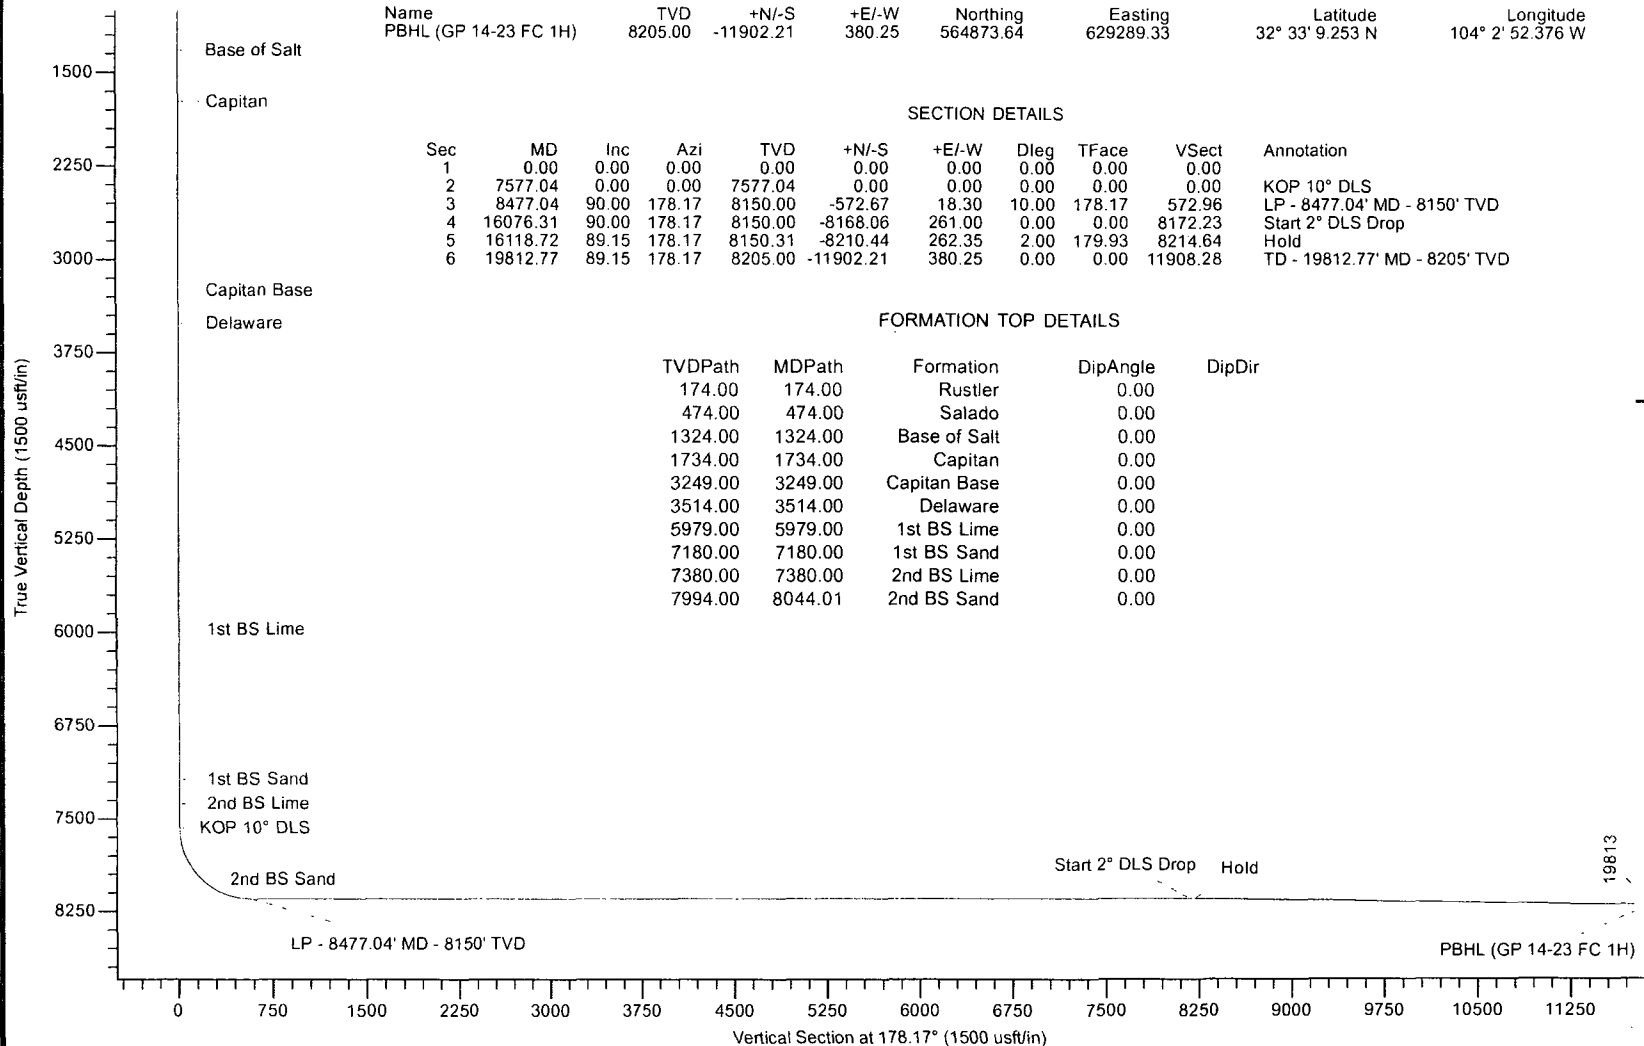 Name TVD +N/-S +E/-W Northing Easting Latitude Longitude
PBHL (GP 14-23 FC 1H) 8205.00 -11902.21 380.25 564873.64 629289.33 32° 33' 9.253 N 104° 2' 52.376 W
Base of Salt
1500
Capitan
SECTION DETAILS
Sec MD Inc Azi TVD +N/-S +E/-W Dleg TFace VSect Annotation
1 0.00 0.00 0.00 0.00 0.00 0.00 0.00 0.00 0.00
2 7577.04 0.00 0.00 7577.04 0.00 0.00 0.00 0.00 0.00 KOP 10° DLS
3 8477.04 90.00 178.17 8150.00 -572.67 18.30 10.00 178.17 572.96 LP - 8477.04' MD - 8150' TVD
4 16076.31 90.00 178.17 8150.00 -8168.06 261.00 0.00 0.00 8172.23 Start 2° DLS Drop
5 16118.72 89.15 178.17 8150.31 -8210.44 262.35 2.00 179.93 8214.64 Hold
6 19812.77 89.15 178.17 8205.00 -11902.21 380.25 0.00 0.00 11908.28 TD - 19812.77' MD - 8205' TVD
2250
3000
Capitan Base
Delaware
FORMATION TOP DETAILS
3750
TVDPath MDPath Formation DipAngle DipDir
174.00 174.00 Rustler 0.00
474.00 474.00 Salado 0.00
1324.00 1324.00 Base of Salt 0.00
1734.00 1734.00 Capitan 0.00
3249.00 3249.00 Capitan Base 0.00
3514.00 3514.00 Delaware 0.00
5979.00 5979.00 1st BS Lime 0.00
7180.00 7180.00 1st BS Sand 0.00
7380.00 7380.00 2nd BS Lime 0.00
7994.00 8044.01 2nd BS Sand 0.00
4500
5250
True Vertical Depth (1500 usft/in)
6000
1st BS Lime
6750
1st BS Sand
2nd BS Lime
7500
KOP 10° DLS
2nd BS Sand
Start 2° DLS Drop
Hold
19813
8250
LP - 8477.04' MD - 8150' TVD
PBHL (GP 14-23 FC 1H)
0 750 1500 2250 3000 3750 4500 5250 6000 6750 7500 8250 9000 9750 10500 11250
Vertical Section at 178.17° (1500 usft/in)